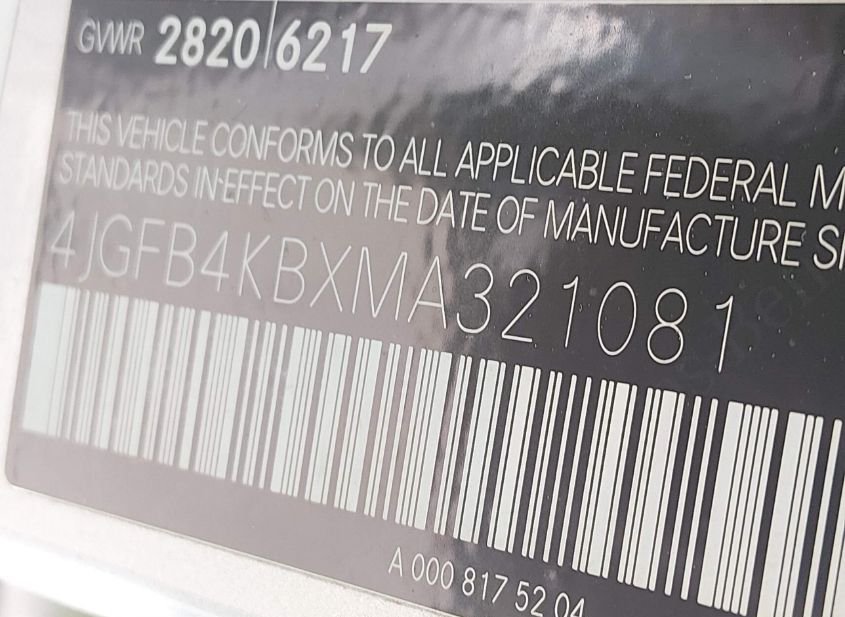 GVWR 2820|6217
THIS VEHICLE CONFORMS TO ALL APPLICABLE FEDERAL M
STANDARDS IN EFFECT ON THE DATE OF MANUFACTURE S
4JGFB4KBXMA321081
A 000 817 52 04